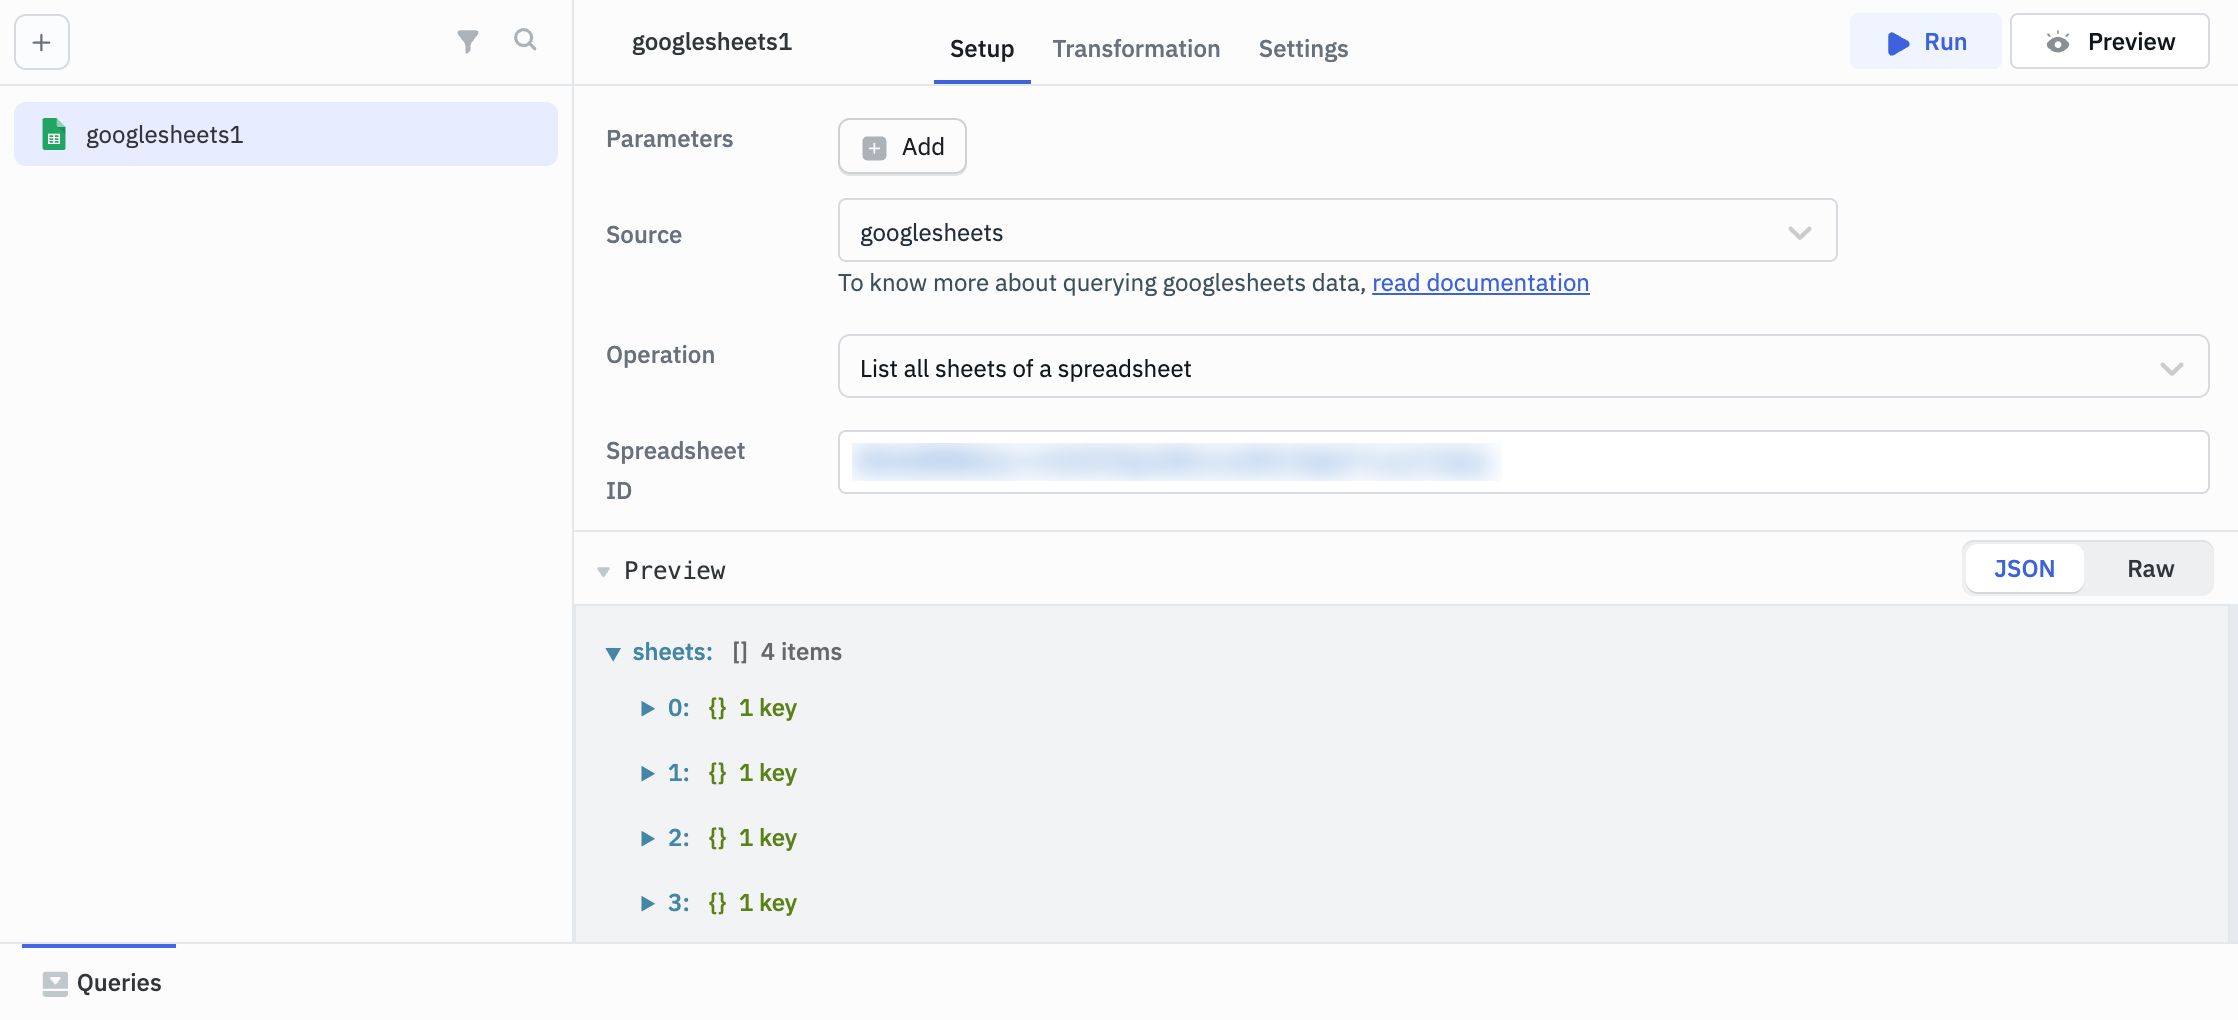 googlesheets1
googlesheets1
Setup
Transformation
Settings
Run
Preview
Parameters
Add
Source
googlesheets
To know more about querying googlesheets data, read documentation
Operation
List all sheets of a spreadsheet
Spreadsheet
ID
Preview
JSON
Raw
sheets: [] 4 items
0: {} 1 key
1: {} 1 key
2: {} 1 key
3: {} 1 key
Queries